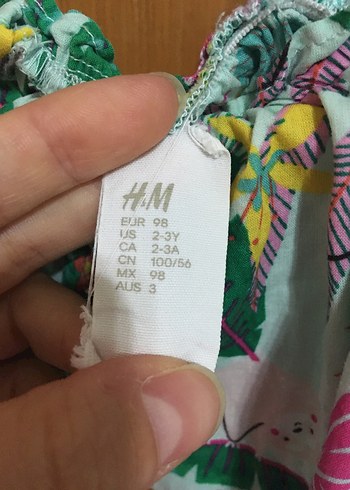 H&M
EUR 98
US 2-3Y
CA 2-3A
CN 100/56
MX 98
AUS 3